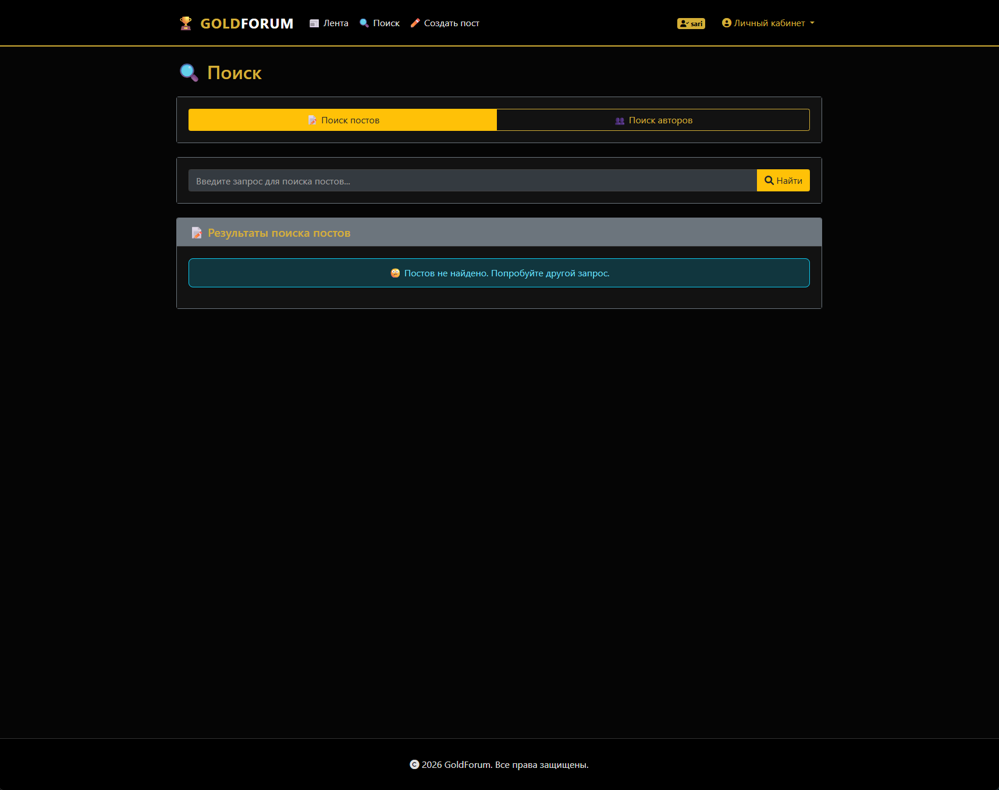 GOLDFORUM Лента Поиск Создать пост sari Личный кабинет
Поиск
Поиск постов Поиск авторов
Введите запрос для поиска постов... Найти
Результаты поиска постов
Постов не найдено. Попробуйте другой запрос.
© 2026 GoldForum. Все права защищены.